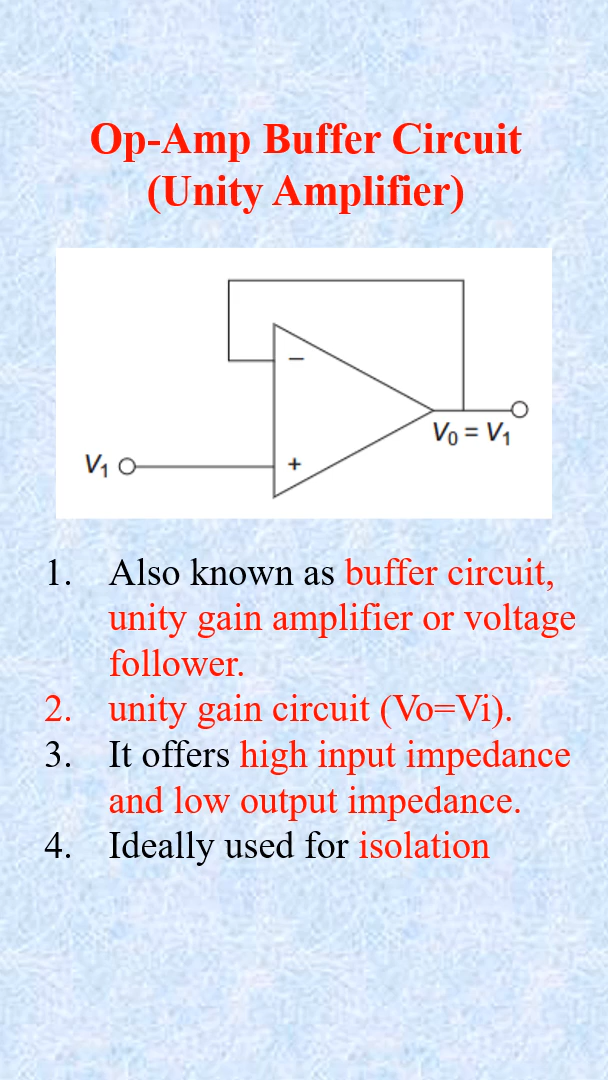 Op-Amp Buffer Circuit
(Unity Amplifier)
−
V₀ = V₁
V₁
+
1. Also known as buffer circuit,
unity gain amplifier or voltage
follower.
2. unity gain circuit (Vo=Vi).
3. It offers high input impedance
and low output impedance.
4. Ideally used for isolation